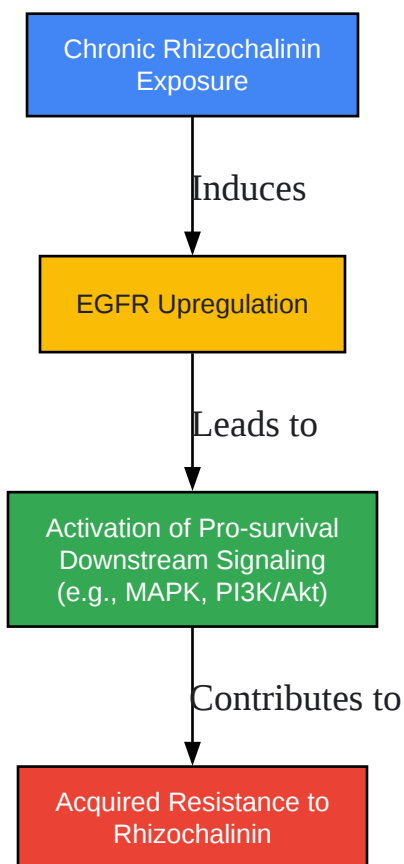 Chronic Rhizochalinin
Exposure
Induces
EGFR Upregulation
Leads to
Activation of Pro-survival
Downstream Signaling
(e.g., MAPK, PI3K/Akt)
Contributes to
Acquired Resistance to
Rhizochalinin